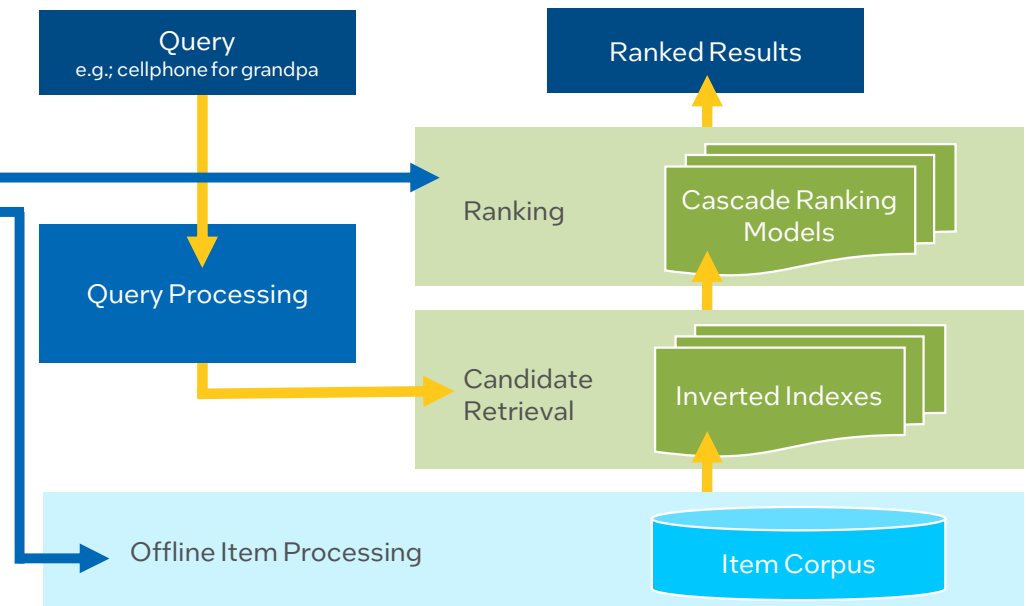 Query
e.g.; cellphone for grandpa
Ranked Results
Ranking
Cascade Ranking
Models
Query Processing
Candidate
Retrieval
Inverted Indexes
Offline Item Processing
Item Corpus